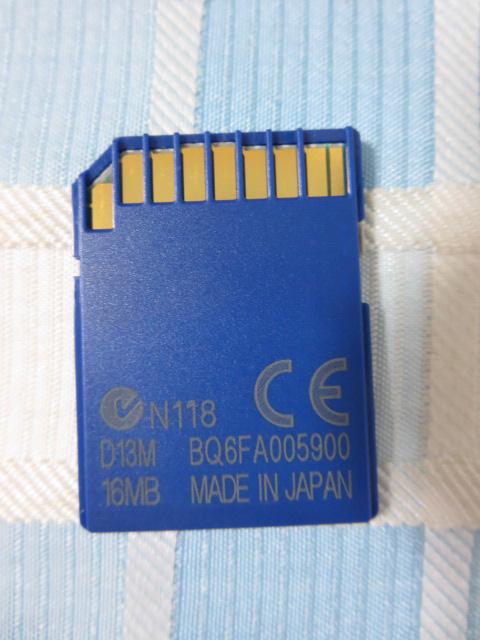 N118 CE
D13M BQ6FA005900
16MB MADE IN JAPAN